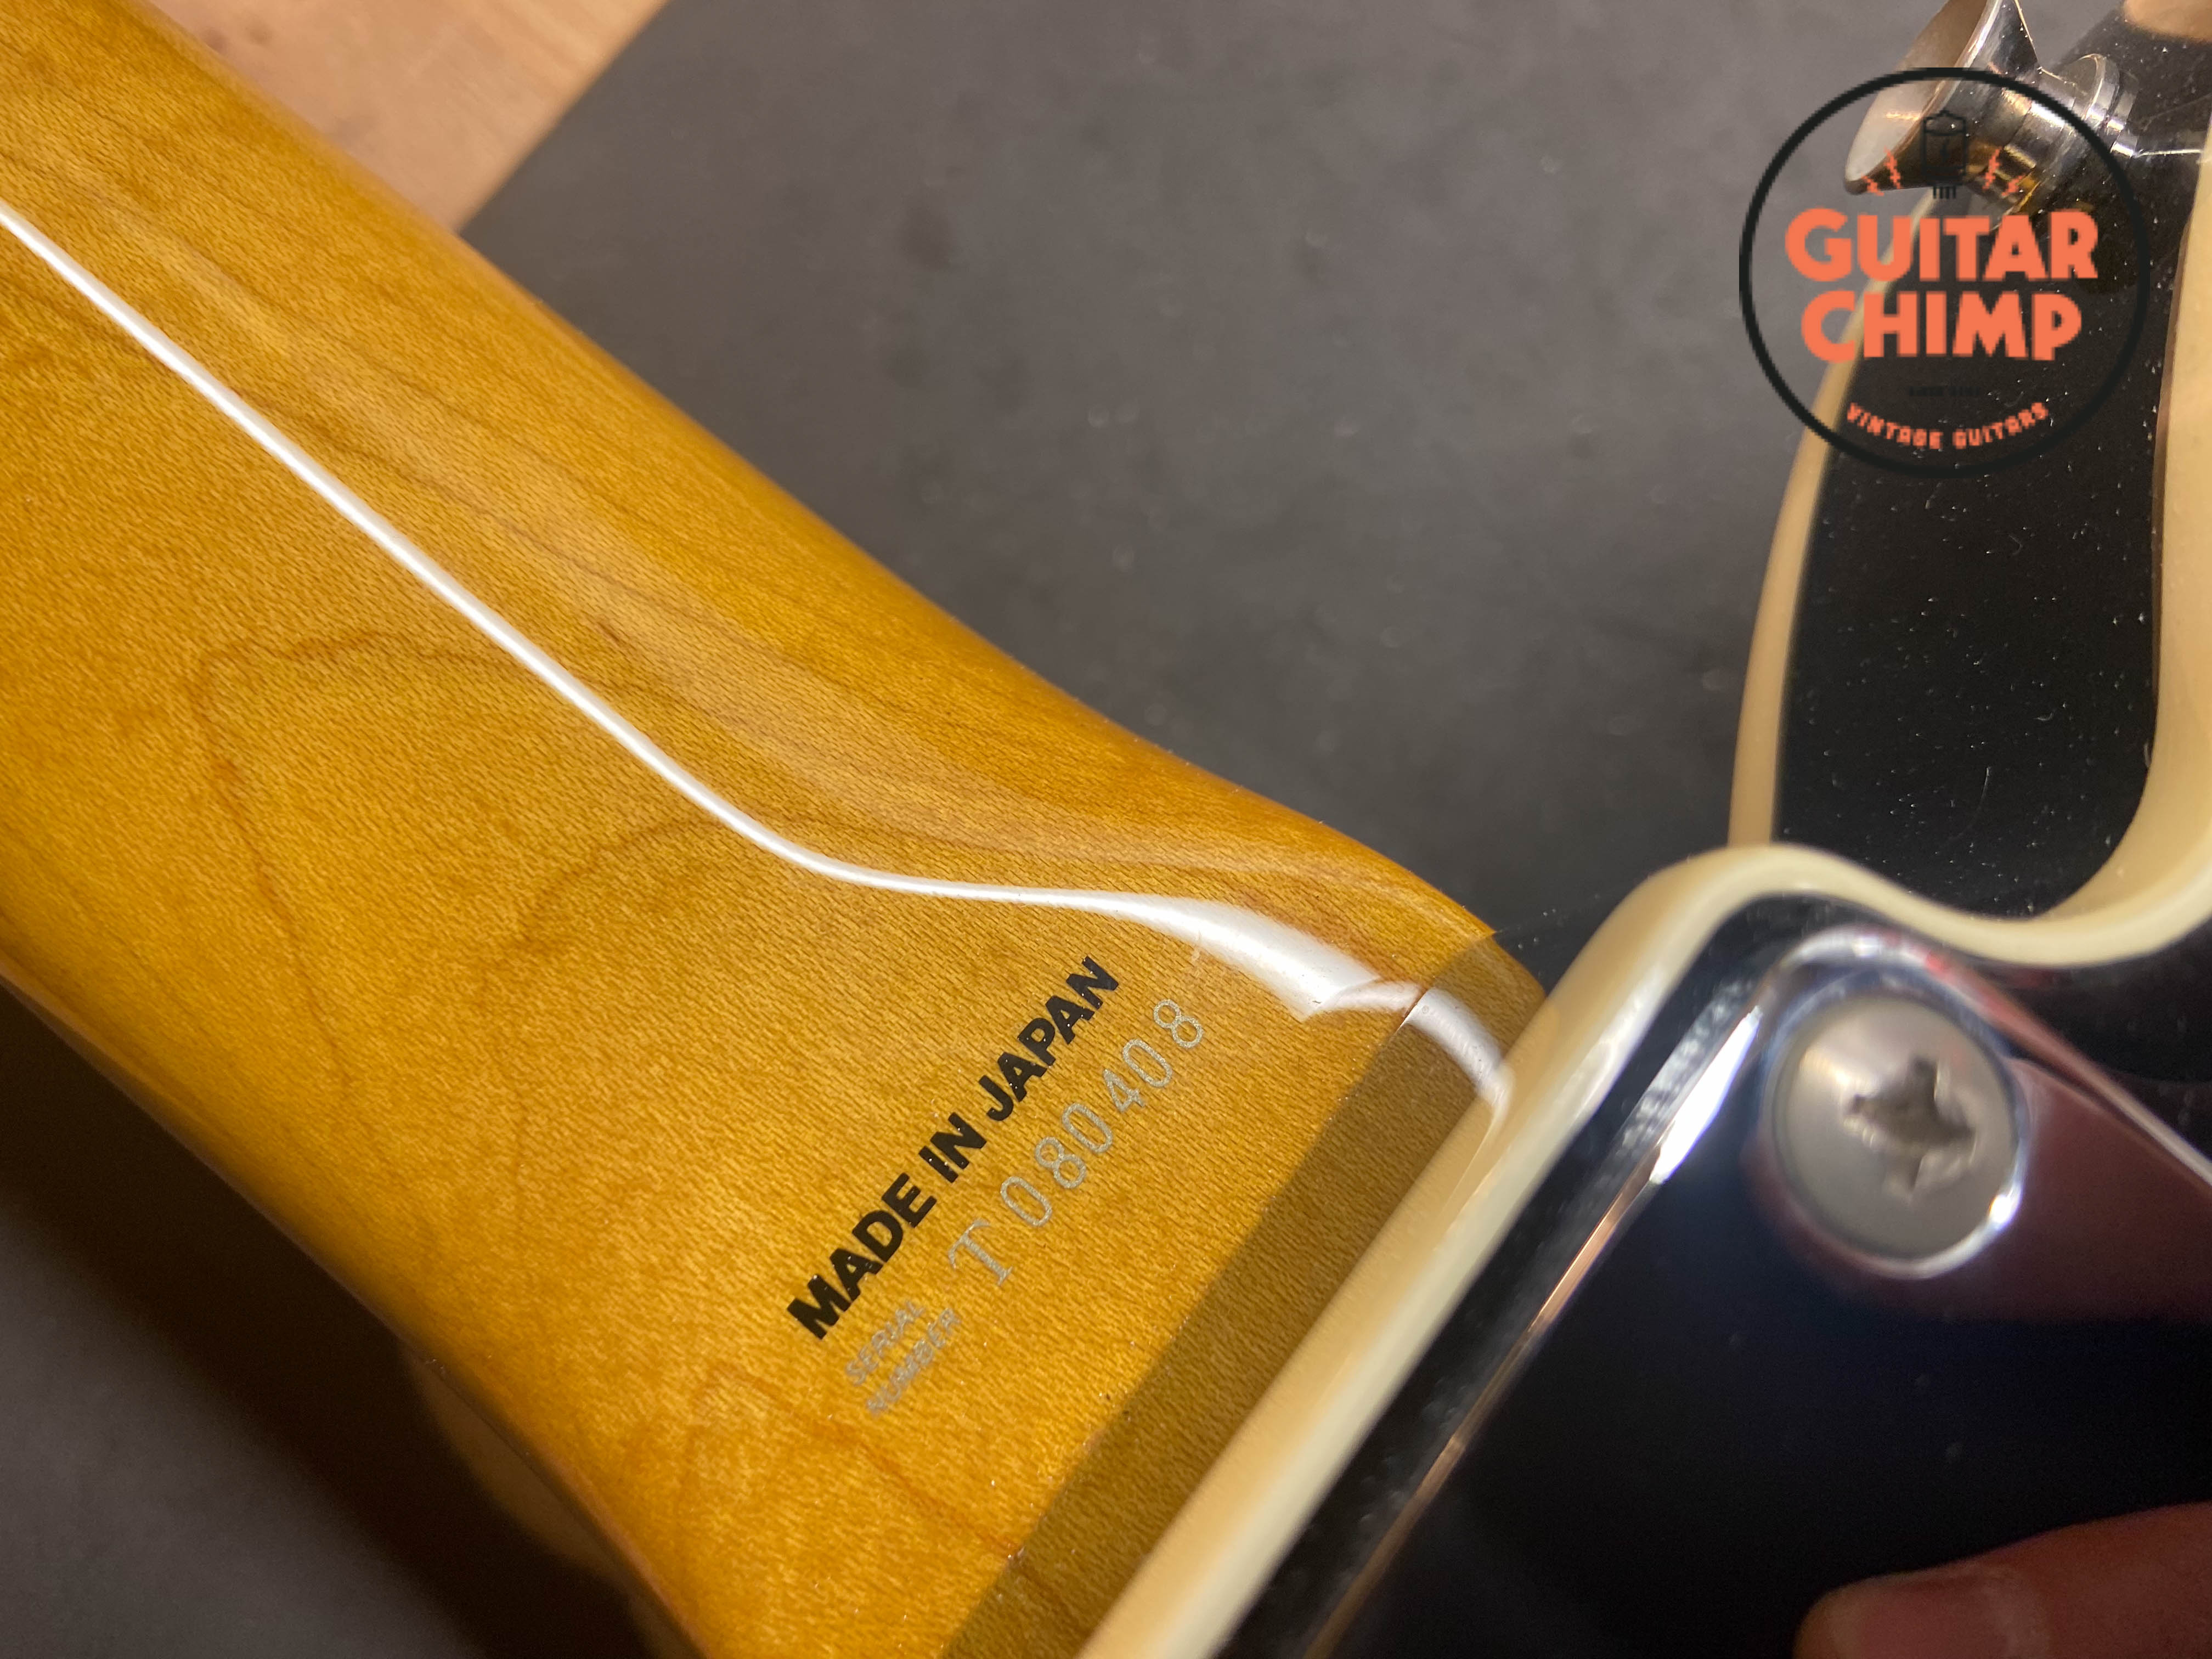 GUITAR
CHIMP
VINTAGE GUITARS
MADE IN JAPAN
SERIAL
NUMBER T080408